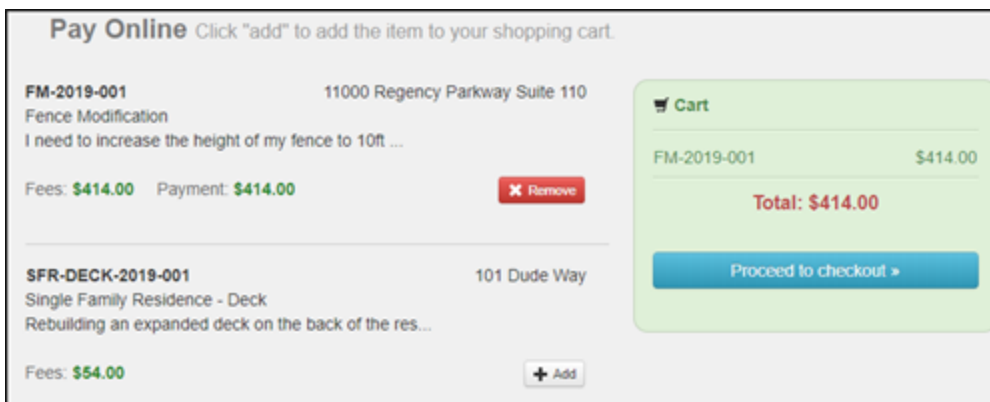 Pay Online Click "add" to add the item to your shopping cart.
FM-2019-001 11000 Regency Parkway Suite 110
Fence Modification
I need to increase the height of my fence to 10ft ...
Fees: $414.00 Payment: $414.00 Remove
SFR-DECK-2019-001 101 Dude Way
Single Family Residence - Deck
Rebuilding an expanded deck on the back of the res...
Fees: $54.00 Add
Cart
FM-2019-001 $414.00
Total: $414.00
Proceed to checkout »